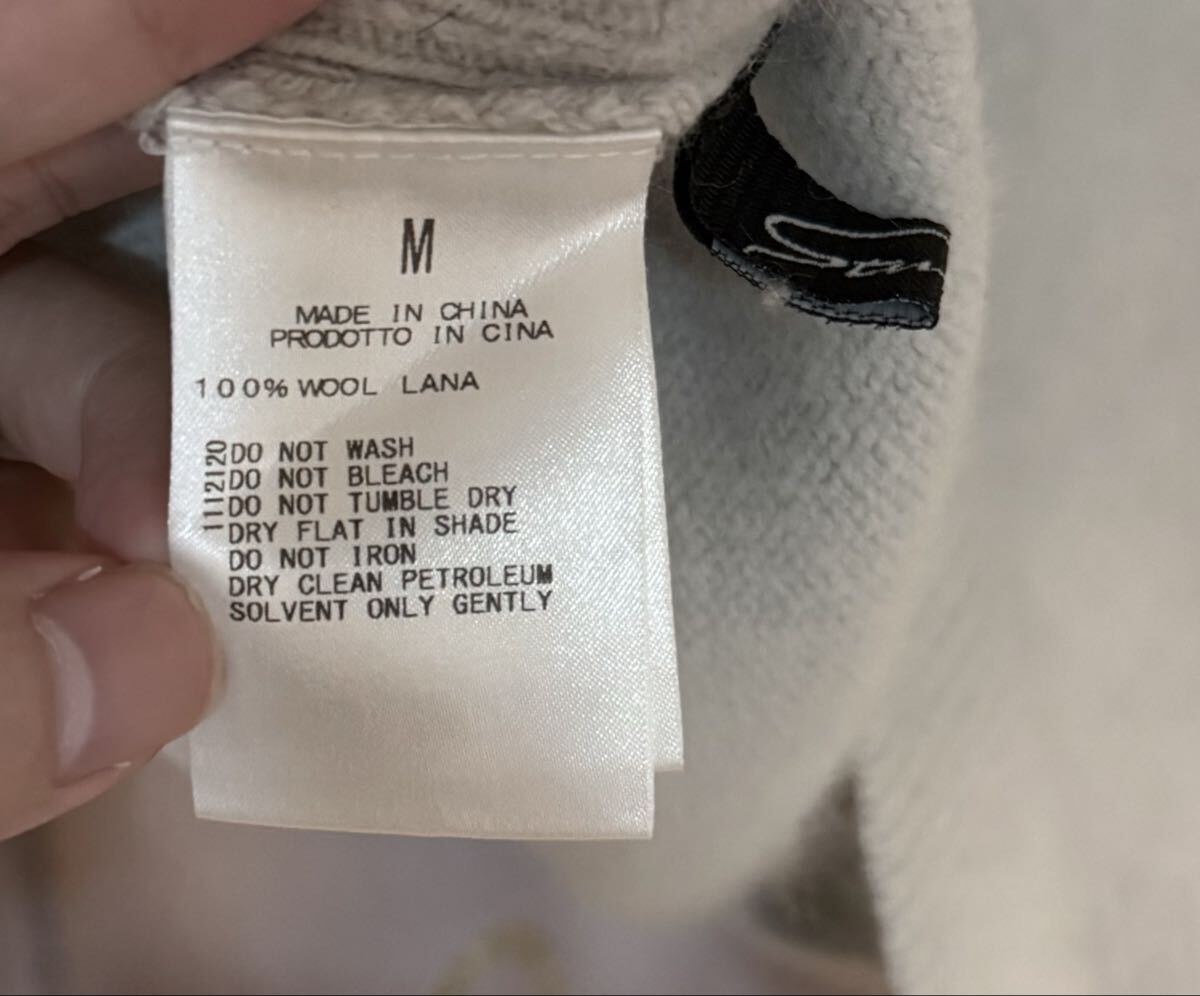 M
MADE IN CHINA
PRODOTTO IN CINA
100% WOOL LANA
1112120
DO NOT WASH
DO NOT BLEACH
DO NOT TUMBLE DRY
DRY FLAT IN SHADE
DO NOT IRON
DRY CLEAN PETROLEUM
SOLVENT ONLY GENTLY